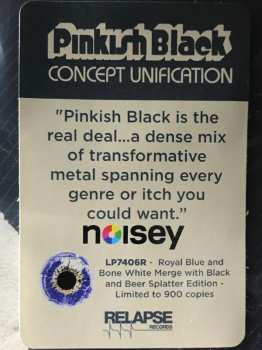 Pinkish Black
CONCEPT UNIFICATION
"Pinkish Black is the
real deal...a dense mix
of transformative
metal spanning every
genre or itch you
could want."
noisey
LP7406R - Royal Blue and
Bone White Merge with Black
and Beer Splatter Edition -
Limited to 900 copies
RELAPSE
RECORDS